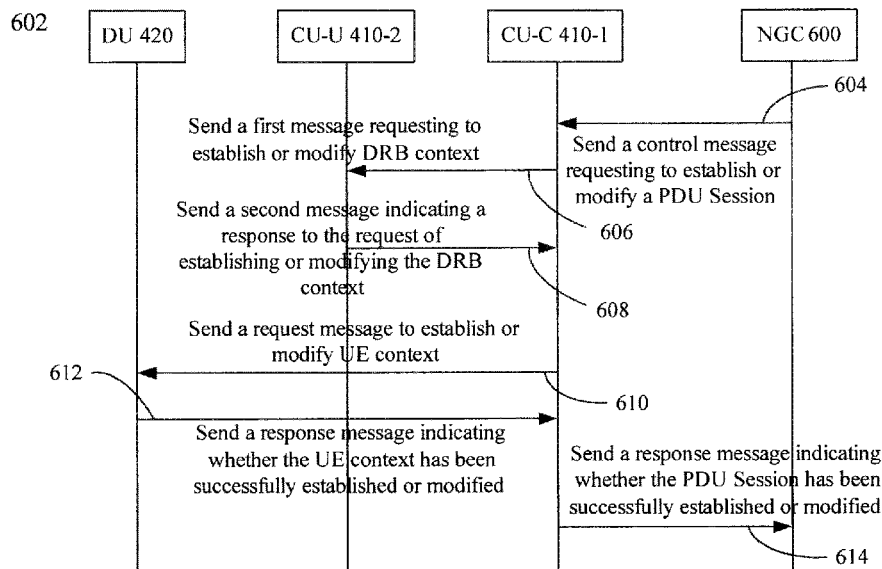 602
DU 420
CU-U 410-2
CU-C 410-1
NGC 600
604
Send a first message requesting to
establish or modify DRB context
Send a control message
requesting to establish or
modify a PDU Session
606
Send a second message indicating a
response to the request of
establishing or modifying the DRB
context
608
Send a request message to establish or
modify UE context
612
610
Send a response message indicating
whether the UE context has been
successfully established or modified
Send a response message indicating
whether the PDU Session has been
successfully established or modified
614